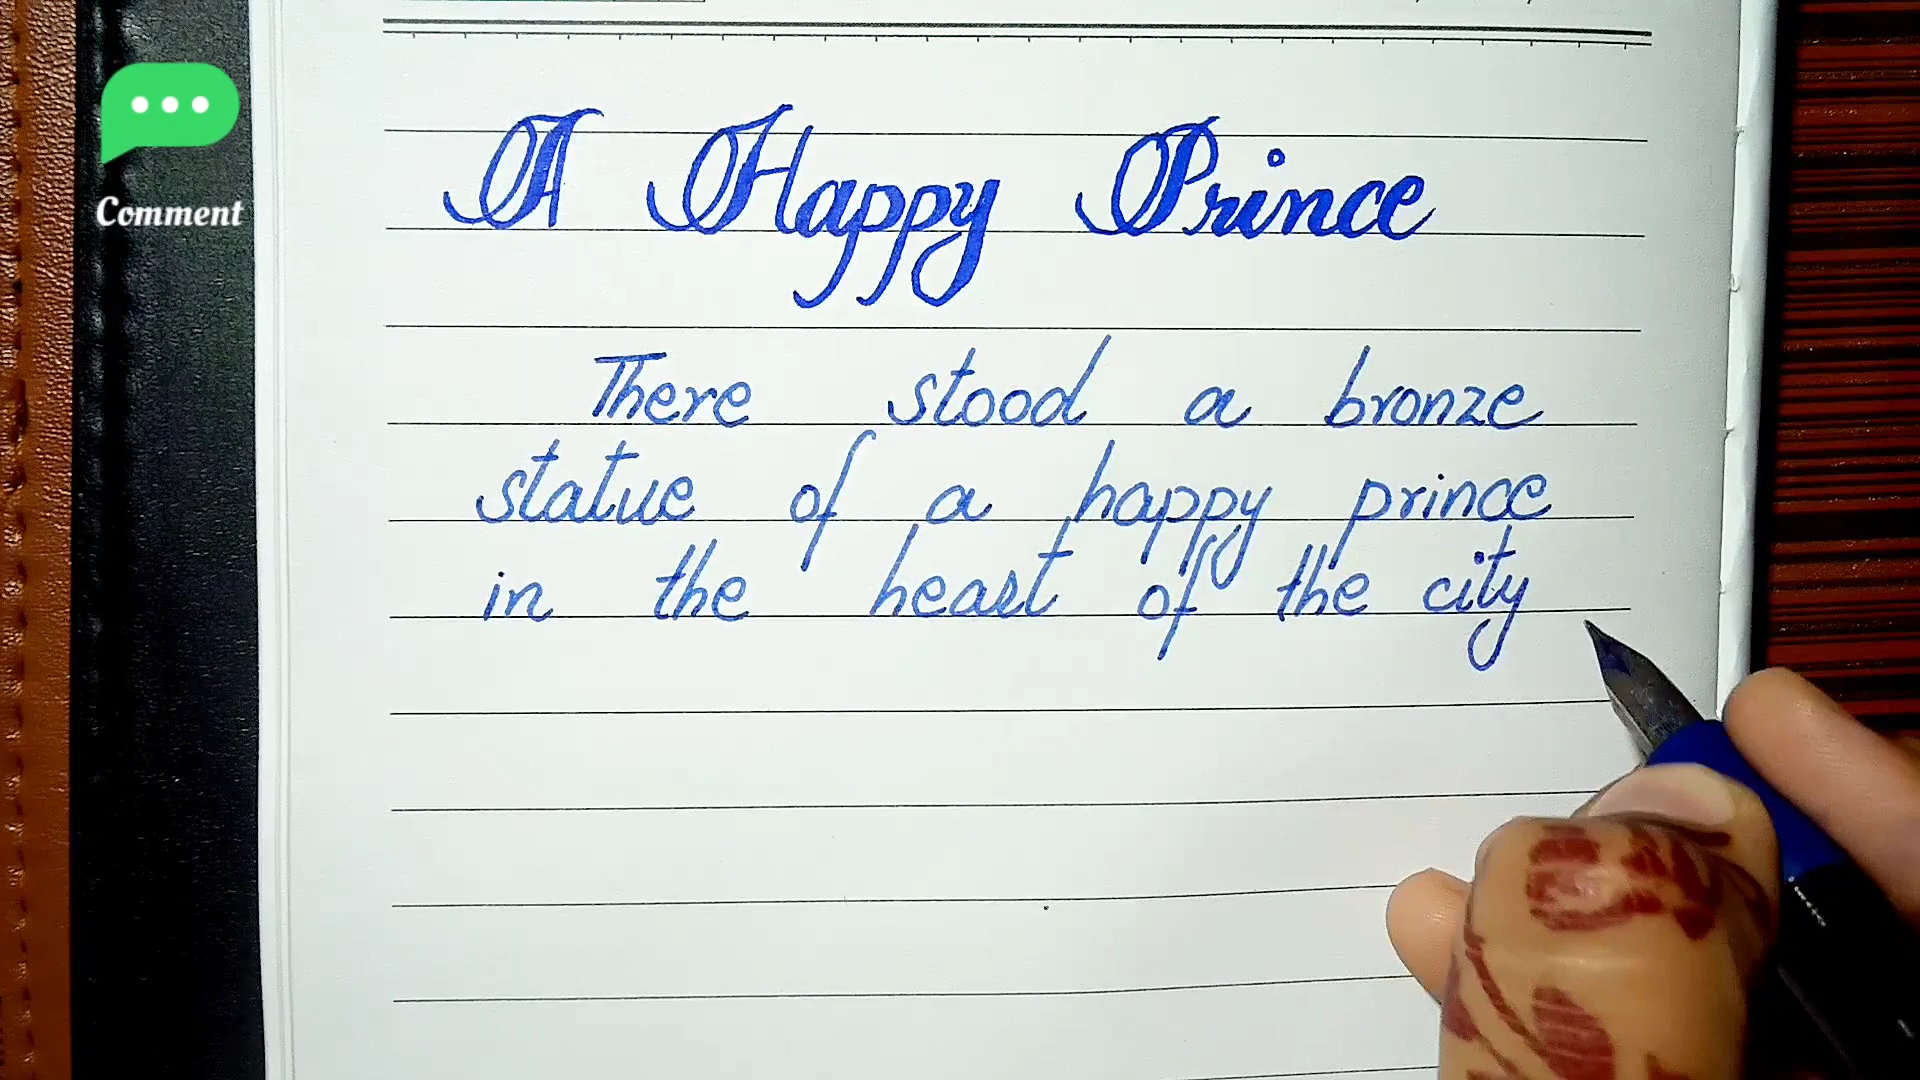 Comment
A Happy Prince
There stood a bronze
statue of a happy prince
in the heart of the city